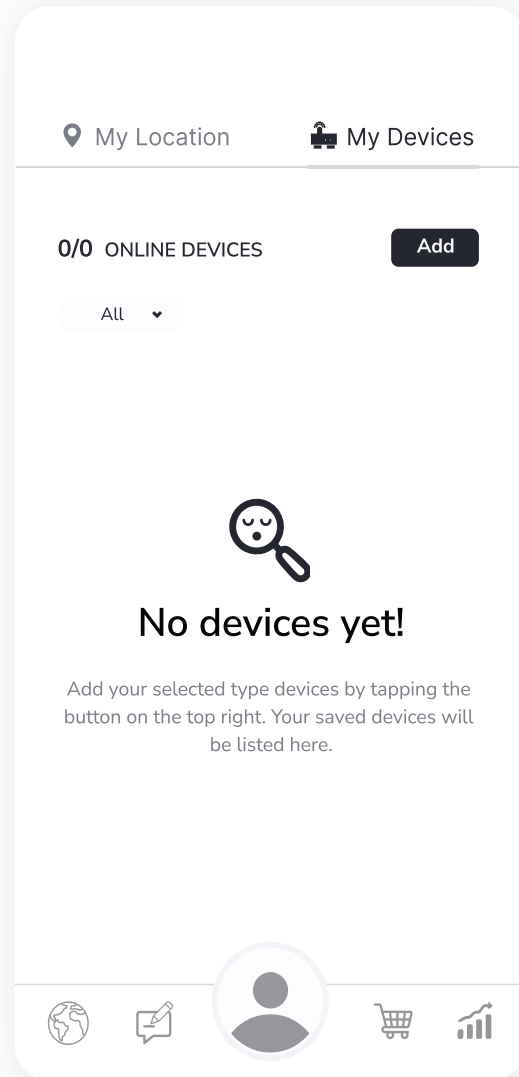 My Location
My Devices
0/0 ONLINE DEVICES
Add
All
No devices yet!
Add your selected type devices by tapping the
button on the top right. Your saved devices will
be listed here.